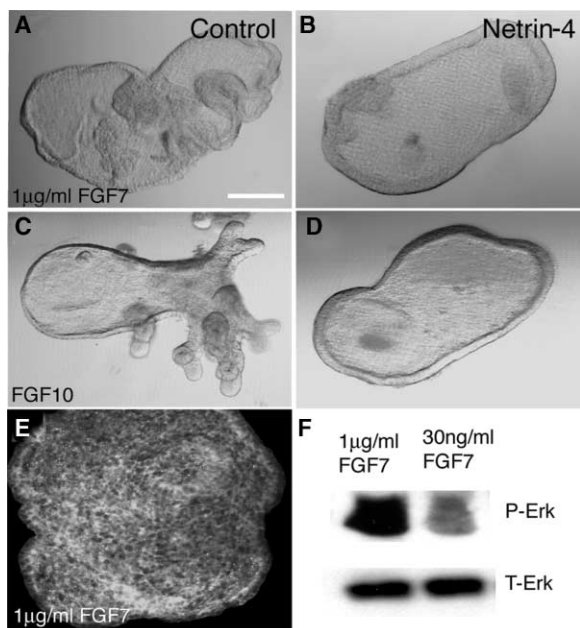 A Control
B Netrin-4
1μg/ml FGF7
C
D
FGF10
E
1μg/ml FGF7
F
1μg/ml FGF7
30ng/ml FGF7
P-Erk
T-Erk